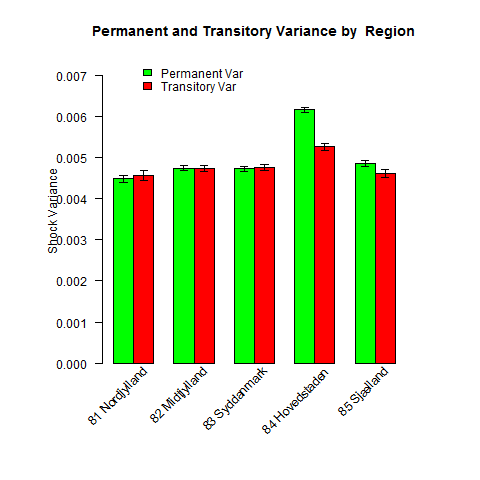 Permanent and Transitory Variance by  Region
Permanent Var
Transitory Var
Shock Variance
0.007
0.006
0.005
0.004
0.003
0.002
0.001
0.000
81 Nordjylland
82 Midtjylland
83 Syddanmark
84 Hovedstaden
85 Sjælland